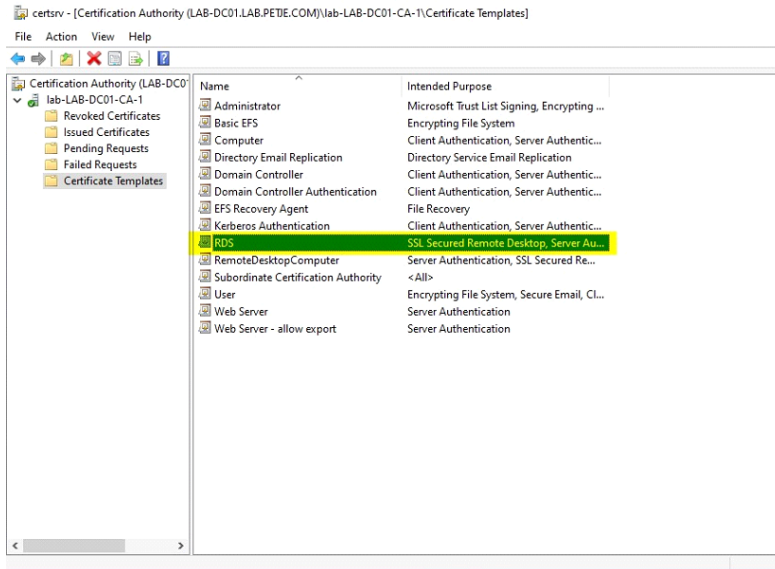 certsrv - [Certification Authority (LAB-DC01.LAB.PETJE.COM)\lab-LAB-DC01-CA-1\Certificate Templates]
File Action View Help
Certification Authority (LAB-DC0
lab-LAB-DC01-CA-1
Revoked Certificates
Issued Certificates
Pending Requests
Failed Requests
Certificate Templates
Name Intended Purpose
Administrator Microsoft Trust List Signing, Encrypting ...
Basic EFS Encrypting File System
Computer Client Authentication, Server Authentic...
Directory Email Replication Directory Service Email Replication
Domain Controller Client Authentication, Server Authentic...
Domain Controller Authentication Client Authentication, Server Authentic...
EFS Recovery Agent File Recovery
Kerberos Authentication Client Authentication, Server Authentic...
RDS SSL Secured Remote Desktop, Server Au...
RemoteDesktopComputer Server Authentication, SSL Secured Re...
Subordinate Certification Authority <All>
User Encrypting File System, Secure Email, Cl...
Web Server Server Authentication
Web Server - allow export Server Authentication